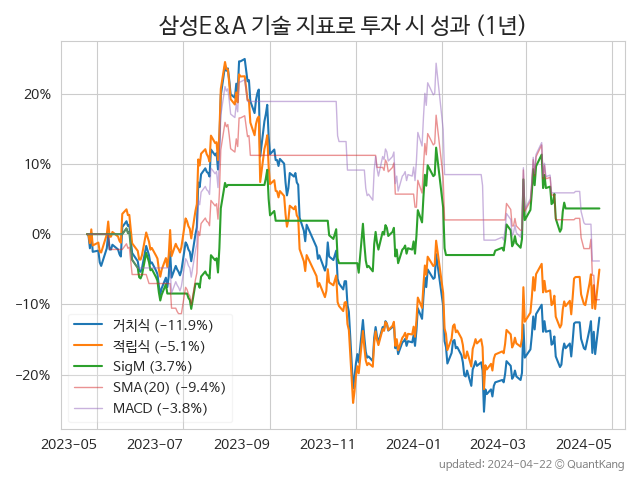 삼성E&A 기술 지표로 투자 시 성과 (1년)
20%
10%
0%
−10%
−20%
거치식 (−11.9%)
적립식 (−5.1%)
SigM (3.7%)
SMA(20) (−9.4%)
MACD (−3.8%)
2023-05 2023-07 2023-09 2023-11 2024-01 2024-03 2024-05
updated: 2024-04-22 © QuantKang